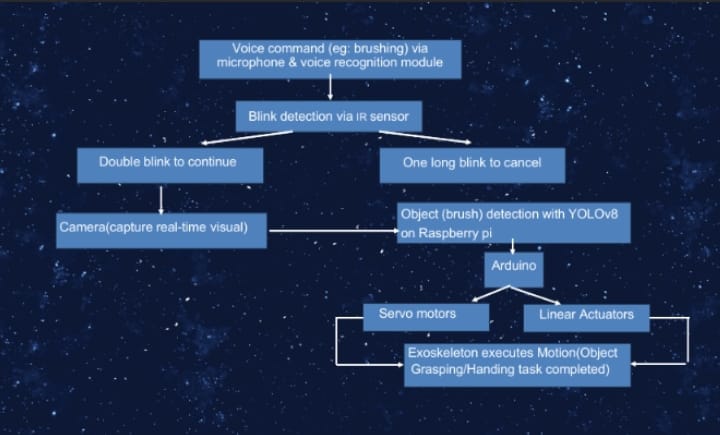 Voice command (eg: brushing) via
microphone & voice recognition module
Blink detection via IR sensor
Double blink to continue
One long blink to cancel
Camera(capture real-time visual)
Object (brush) detection with YOLOv8
on Raspberry pi
Arduino
Servo motors
Linear Actuators
Exoskeleton executes Motion(Object
Grasping/Handing task completed)